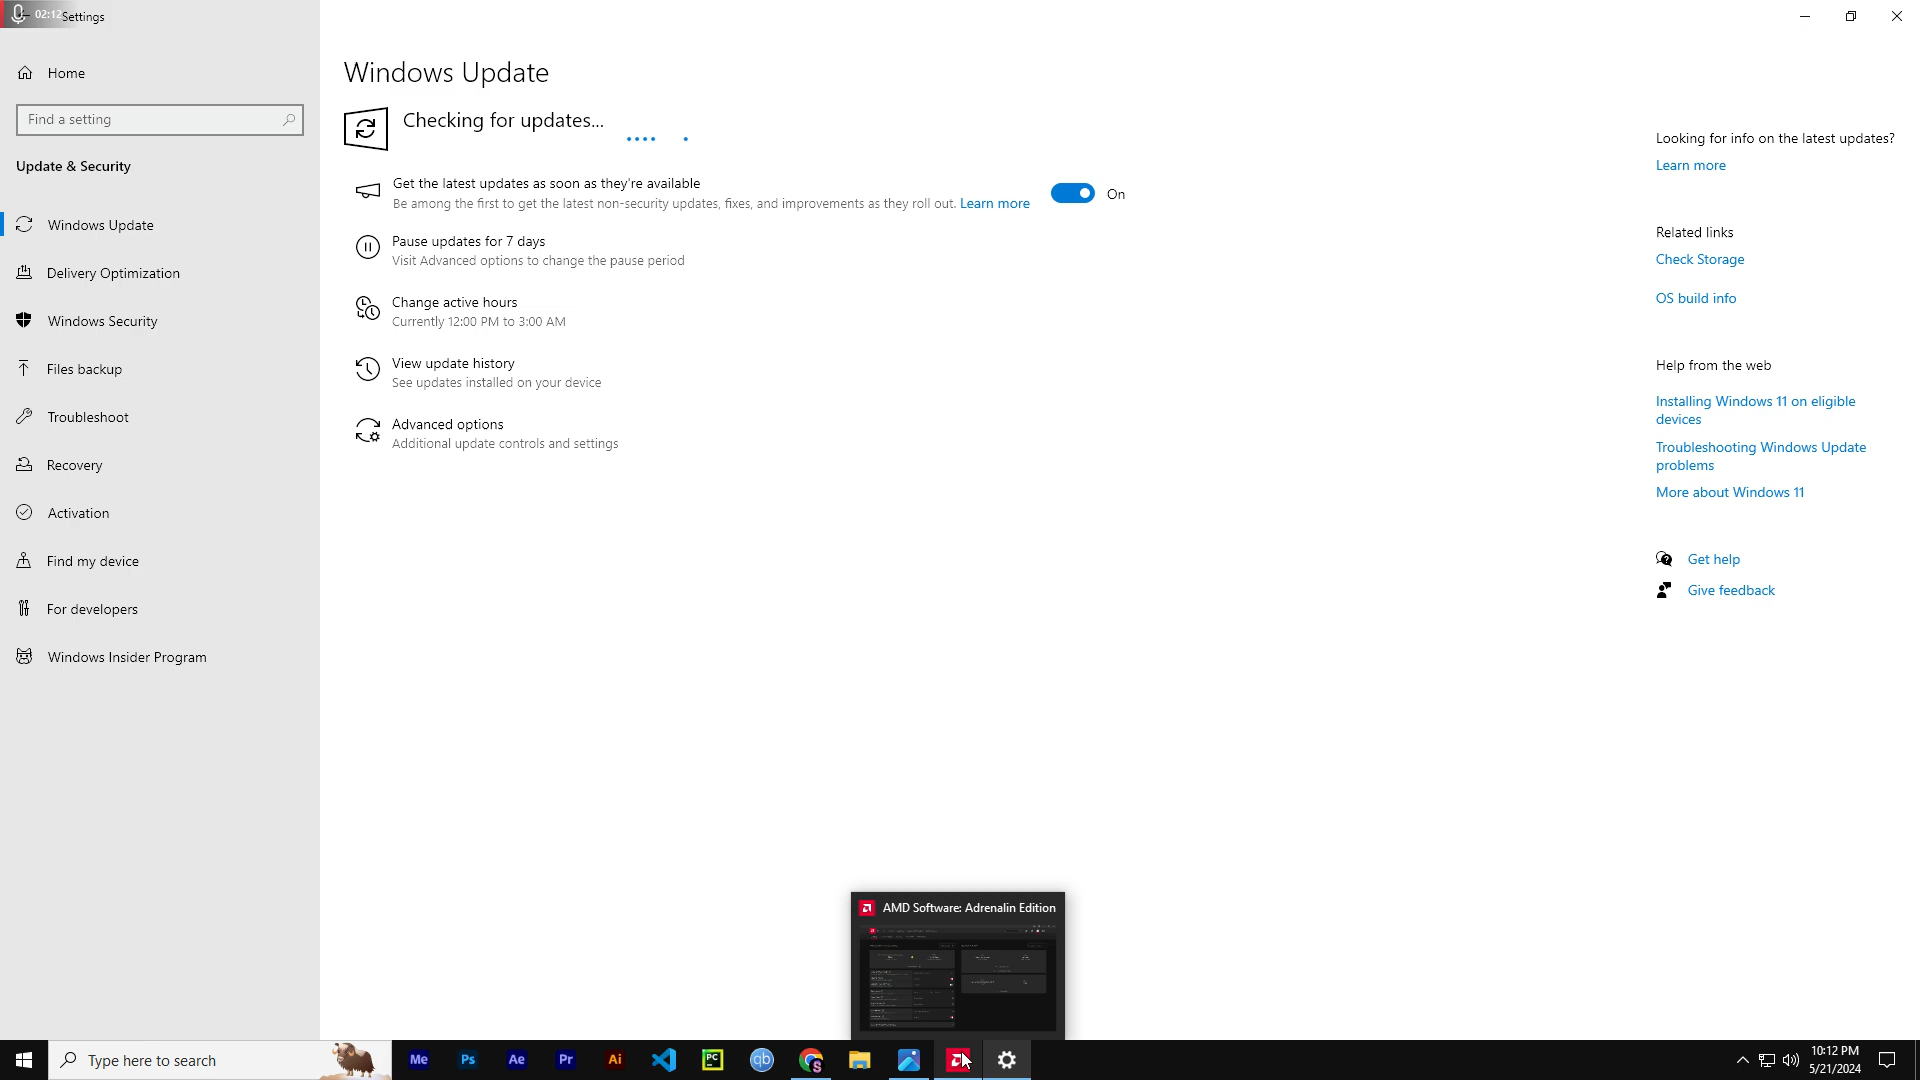 02:12
Settings
Home
Find a setting
Update & Security
Windows Update
Delivery Optimization
Windows Security
Files backup
Troubleshoot
Recovery
Activation
Find my device
For developers
Windows Insider Program
Windows Update
Checking for updates...
Get the latest updates as soon as they're available
Be among the first to get the latest non-security updates, fixes, and improvements as they roll out. Learn more
On
Pause updates for 7 days
Visit Advanced options to change the pause period
Change active hours
Currently 12:00 PM to 3:00 AM
View update history
See updates installed on your device
Advanced options
Additional update controls and settings
Looking for info on the latest updates?
Learn more
Related links
Check Storage
OS build info
Help from the web
Installing Windows 11 on eligible
devices
Troubleshooting Windows Update
problems
More about Windows 11
Get help
Give feedback
AMD Software: Adrenalin Edition
Type here to search
Me
Ps
Ae
Pr
Ai
PC
qb
S
10:12 PM
5/21/2024